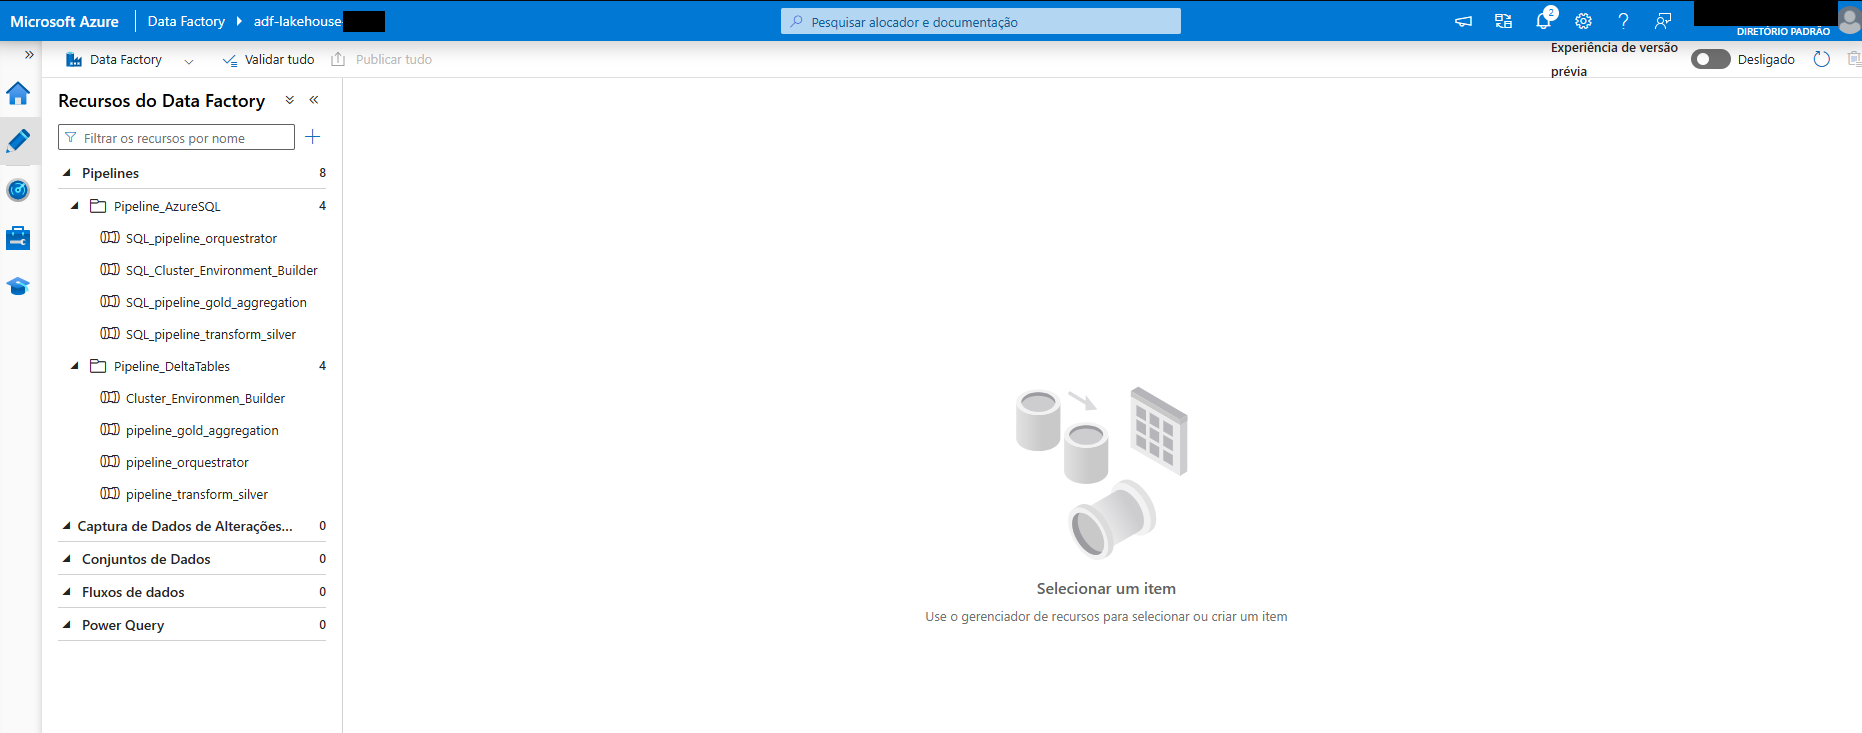 Microsoft Azure
Data Factory
adf-lakehouse-
Pesquisar alocador e documentação
2
DIRETÓRIO PADRÃO
Data Factory
Validar tudo
Publicar tudo
Experiência de versão
prévia
Desligado
Recursos do Data Factory
Filtrar os recursos por nome
Pipelines 8
Pipeline_AzureSQL 4
SQL_pipeline_orquestrator
SQL_Cluster_Environment_Builder
SQL_pipeline_gold_aggregation
SQL_pipeline_transform_silver
Pipeline_DeltaTables 4
Cluster_Environmen_Builder
pipeline_gold_aggregation
pipeline_orquestrator
pipeline_transform_silver
Captura de Dados de Alterações... 0
Conjuntos de Dados 0
Fluxos de dados 0
Power Query 0
Selecionar um item
Use o gerenciador de recursos para selecionar ou criar um item